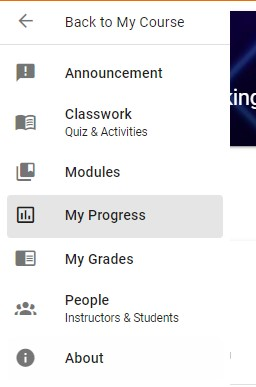 Back to My Course
Announcement
Classwork
Quiz & Activities
Modules
My Progress
My Grades
People
Instructors & Students
About